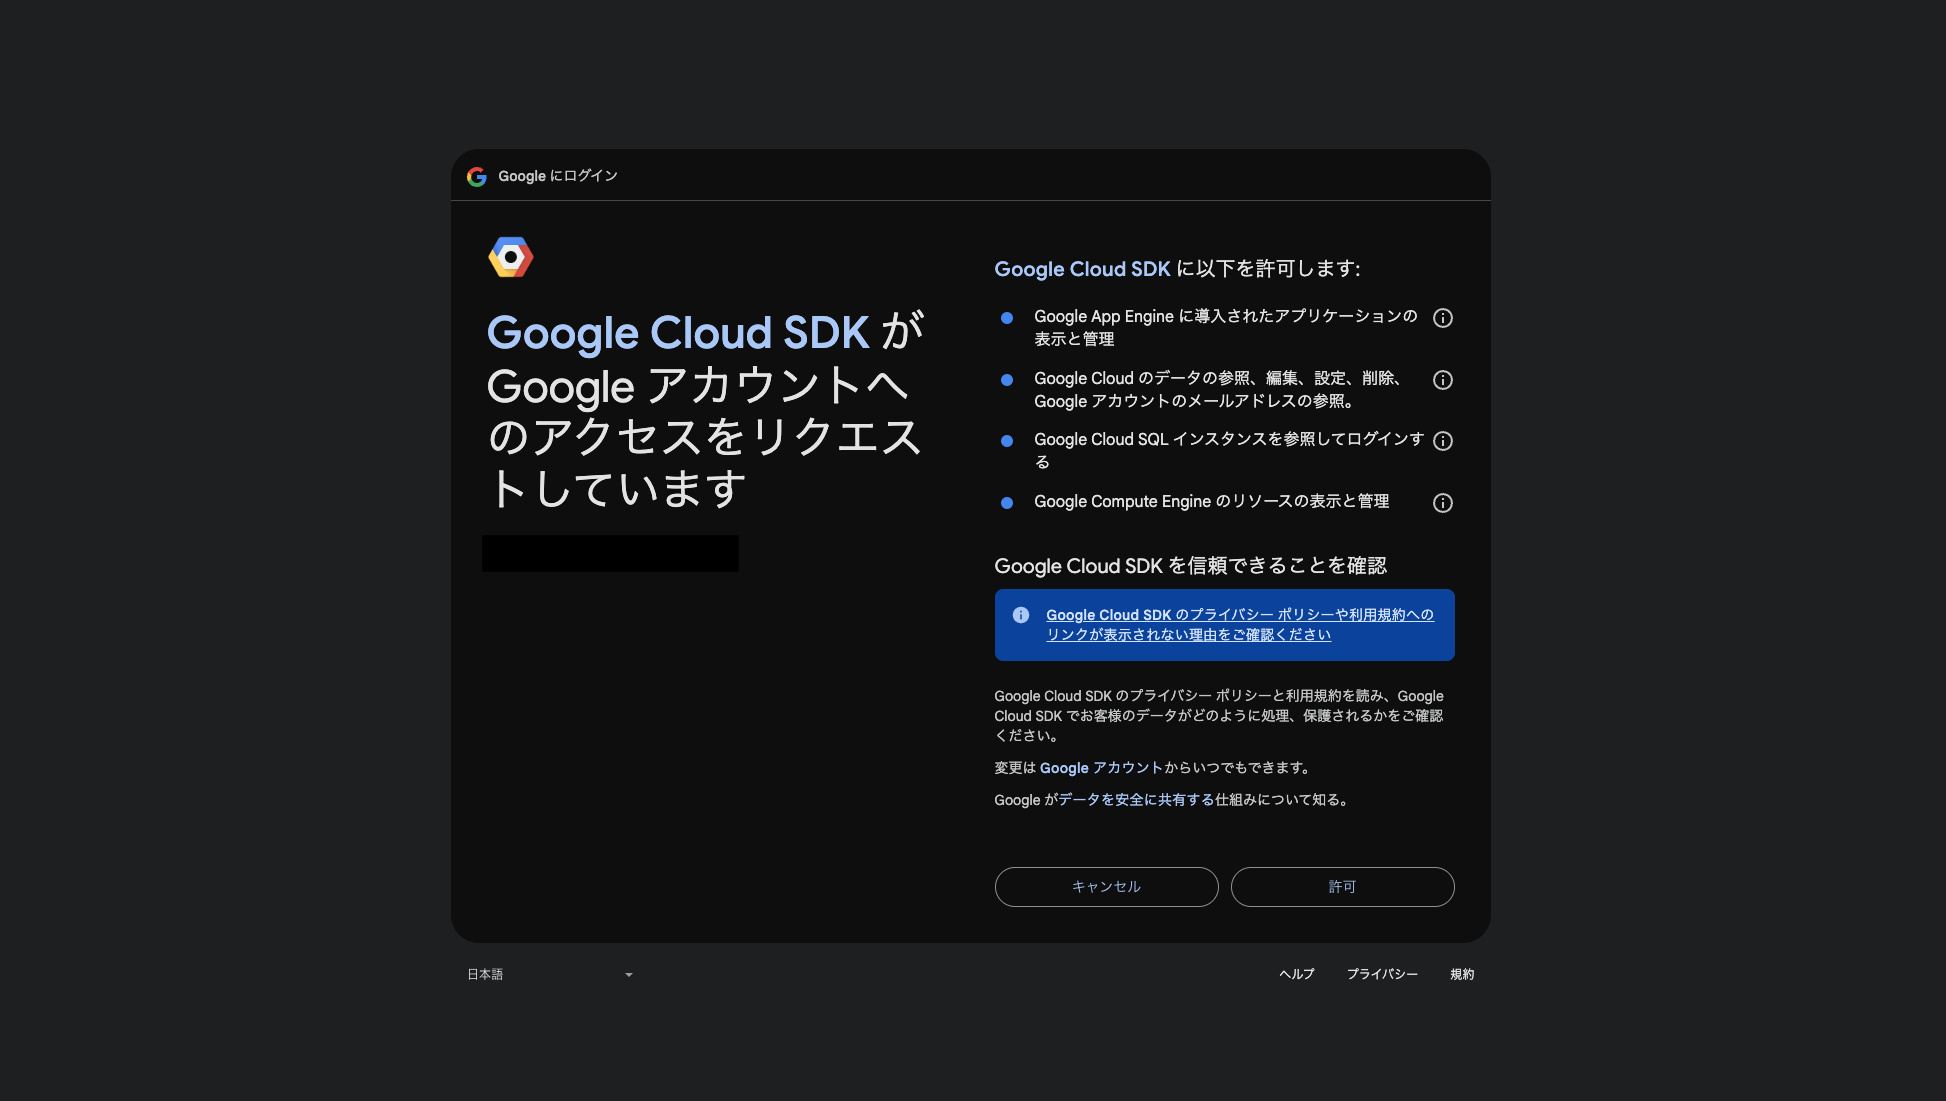 Google にログイン
Google Cloud SDK が
Google アカウントへ
のアクセスをリクエス
トしています
Google Cloud SDK に以下を許可します:
Google App Engine に導入されたアプリケーションの
表示と管理
Google Cloud のデータの参照、編集、設定、削除、
Google アカウントのメールアドレスの参照。
Google Cloud SQL インスタンスを参照してログインす
る
Google Compute Engine のリソースの表示と管理
Google Cloud SDK を信頼できることを確認
Google Cloud SDK のプライバシー ポリシーや利用規約への
リンクが表示されない理由をご確認ください
Google Cloud SDK のプライバシー ポリシーと利用規約を読み、Google
Cloud SDK でお客様のデータがどのように処理、保護されるかをご確認
ください。
変更は Google アカウントからいつでもできます。
Google がデータを安全に共有する仕組みについて知る。
キャンセル
許可
日本語
ヘルプ
プライバシー
規約